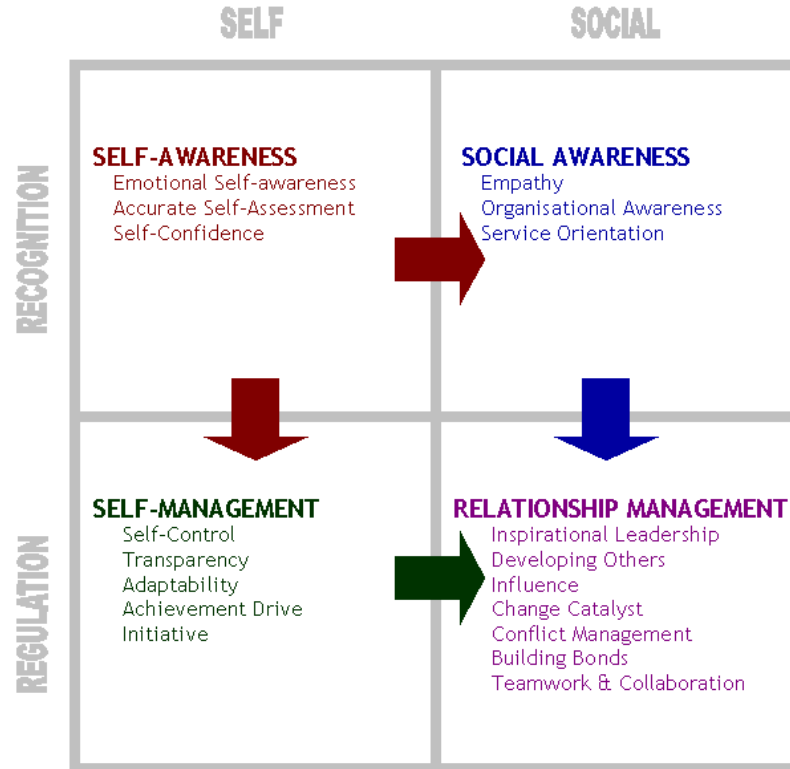 SELF
SOCIAL
RECOGNITION
SELF-AWARENESS
Emotional Self-awareness
Accurate Self-Assessment
Self-Confidence
SOCIAL AWARENESS
Empathy
Organisational Awareness
Service Orientation
REGULATION
SELF-MANAGEMENT
Self-Control
Transparency
Adaptability
Achievement Drive
Initiative
RELATIONSHIP MANAGEMENT
Inspirational Leadership
Developing Others
Influence
Change Catalyst
Conflict Management
Building Bonds
Teamwork & Collaboration